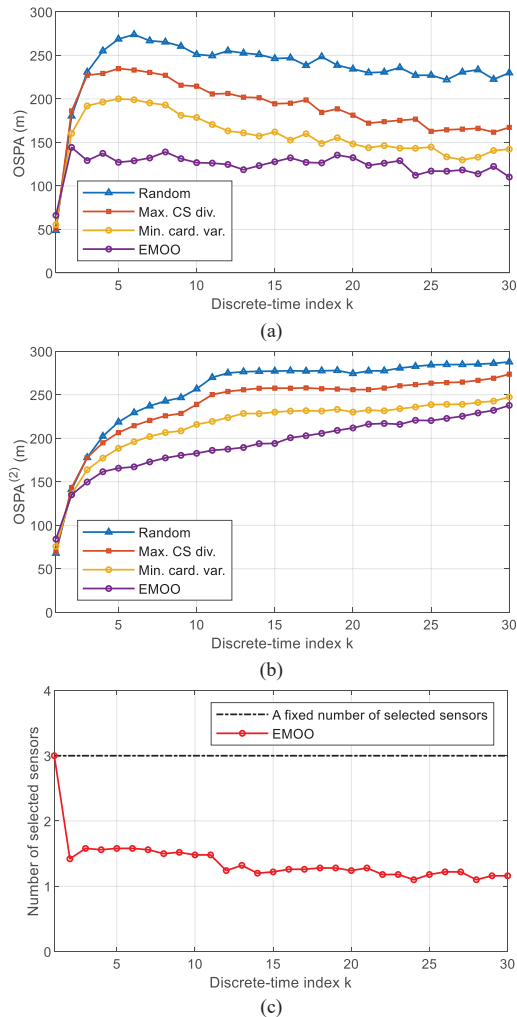 300
250
200
150
100
50
0
OSPA (m)
Random
Max. CS div.
Min. card. var.
EMOO
5 10 15 20 25 30
Discrete-time index k
(a)
300
250
200
150
100
50
0
OSPA(2) (m)
Random
Max. CS div.
Min. card. var.
EMOO
5 10 15 20 25 30
Discrete-time index k
(b)
4
3
2
1
0
Number of selected sensors
A fixed number of selected sensors
EMOO
5 10 15 20 25 30
Discrete-time index k
(c)